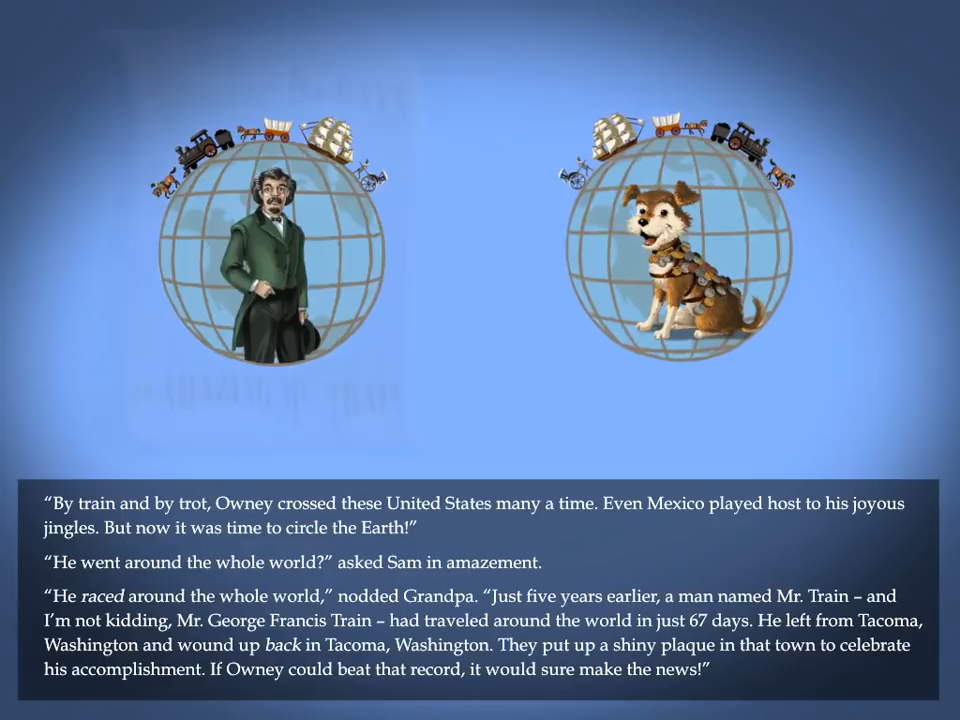 “By train and by trot, Owney crossed these United States many a time. Even Mexico played host to his joyous
jingles. But now it was time to circle the Earth!”
“He went around the whole world?” asked Sam in amazement.
“He raced around the whole world,” nodded Grandpa. “Just five years earlier, a man named Mr. Train – and
I’m not kidding, Mr. George Francis Train – had traveled around the world in just 67 days. He left from Tacoma,
Washington and wound up back in Tacoma, Washington. They put up a shiny plaque in that town to celebrate
his accomplishment. If Owney could beat that record, it would sure make the news!”